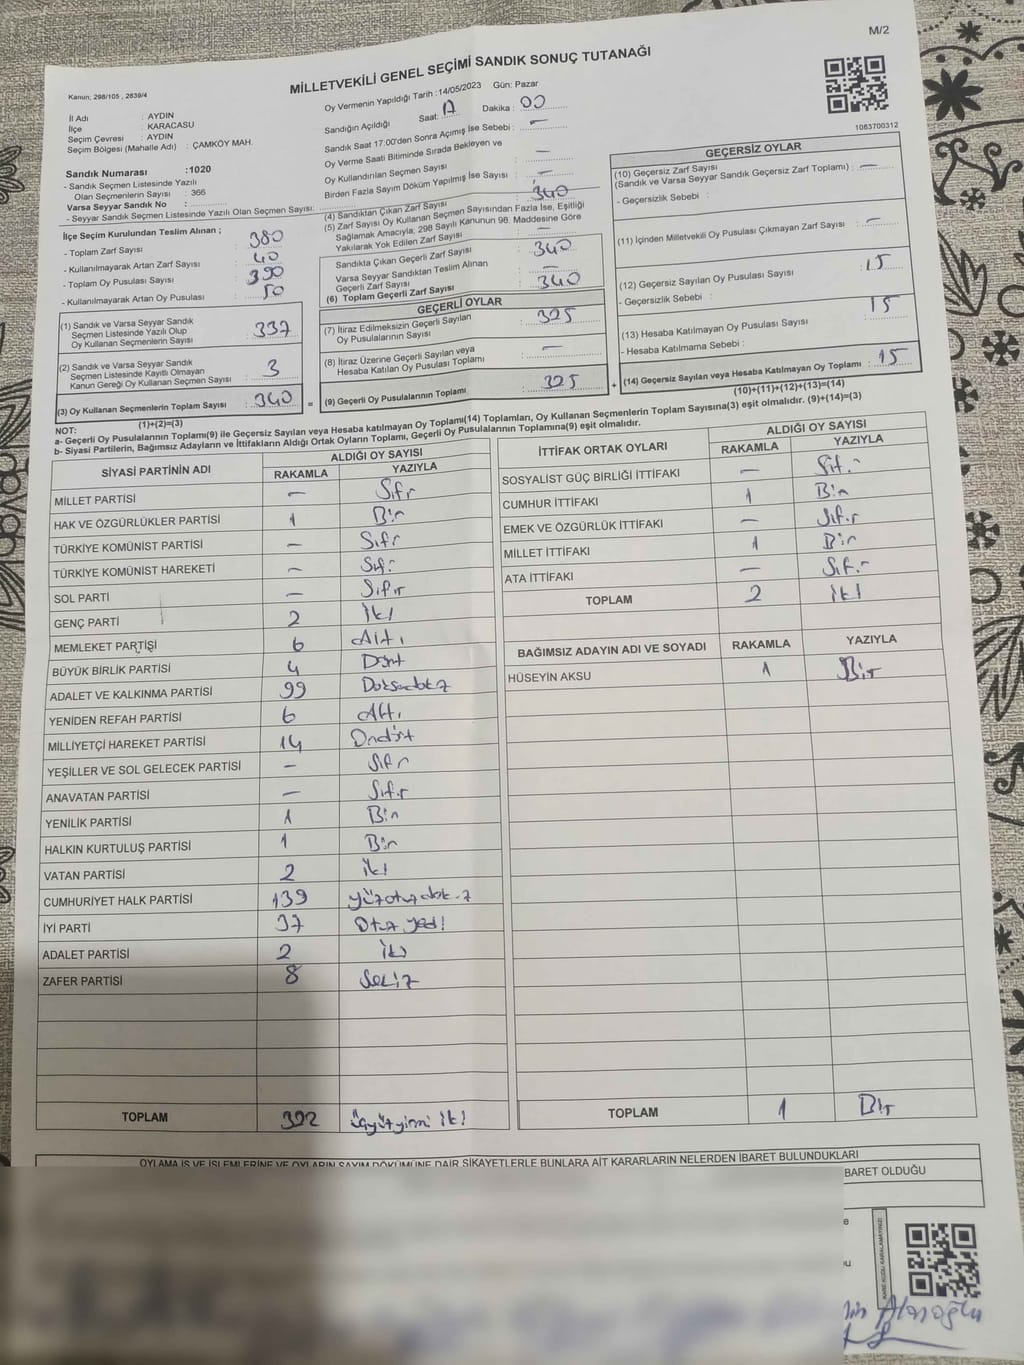 M/2
MİLLETVEKİLİ GENEL SEÇİMİ SANDIK SONUÇ TUTANAĞI
Kanun; 298/105 , 2839/4
Oy Vermenin Yapıldığı Tarih :14/05/2023 Gün: Pazar
İl Adı : AYDIN
İlçe : KARACASU
Seçim Çevresi : AYDIN
Seçim Bölgesi (Mahalle Adı) : ÇAMKÖY MAH.
Sandığın Açıldığı Saat: Dakika : 00
Sandık Saat 17:00'den Sonra Açımış İse Sebebi : —
Oy Verme Saati Bitiminde Sırada Bekleyen ve
Oy Kullandırılan Seçmen Sayısı : —
Birden Fazla Sayım Döküm Yapılmış İse Sayısı : —
1063700312
Sandık Numarası :1020
- Sandık Seçmen Listesinde Yazılı
Olan Seçmenlerin Sayısı : 366
Varsa Seyyar Sandık No :
- Seyyar Sandık Seçmen Listesinde Yazılı Olan Seçmen Sayısı:
İlçe Seçim Kurulundan Teslim Alınan ;
- Toplam Zarf Sayısı : 380
- Kullanılmayarak Artan Zarf Sayısı : 40
- Toplam Oy Pusulası Sayısı : 390
- Kullanılmayarak Artan Oy Pusulası : 50
(1) Sandık ve Varsa Seyyar Sandık
Seçmen Listesinde Yazılı Olup
Oy Kullanan Seçmenlerin Sayısı : 337
(2) Sandık ve Varsa Seyyar Sandık
Seçmen Listesinde Kayıtlı Olmayan
Kanun Gereği Oy Kullanan Seçmen Sayısı : 3
(3) Oy Kullanan Seçmenlerin Toplam Sayısı : 340
(1)+(2)=(3)
(4) Sandıktan Çıkan Zarf Sayısı : 340
(5) Zarf Sayısı Oy Kullanan Seçmen Sayısından Fazla İse, Eşitliği
Sağlamak Amacıyla; 298 Sayılı Kanunun 98. Maddesine Göre
Yakılarak Yok Edilen Zarf Sayısı : —
Sandıkta Çıkan Geçerli Zarf Sayısı : 340
Varsa Seyyar Sandıktan Teslim Alınan
Geçerli Zarf Sayısı : —
(6) Toplam Geçerli Zarf Sayısı : 340
GEÇERLİ OYLAR
(7) İtiraz Edilmeksizin Geçerli Sayılan
Oy Pusulalarının Sayısı : 325
(8) İtiraz Üzerine Geçerli Sayılan veya
Hesaba Katılan Oy Pusulası Toplamı : —
(9) Geçerli Oy Pusulalarının Toplamı : 325
GEÇERSİZ OYLAR
(10) Geçersiz Zarf Sayısı
(Sandık ve Varsa Seyyar Sandık Geçersiz Zarf Toplamı) : —
- Geçersizlik Sebebi :
(11) İçinden Milletvekili Oy Pusulası Çıkmayan Zarf Sayısı : —
(12) Geçersiz Sayılan Oy Pusulası Sayısı : 15
- Geçersizlik Sebebi :
(13) Hesaba Katılmayan Oy Pusulası Sayısı : 15
- Hesaba Katılmama Sebebi :
(14) Geçersiz Sayılan veya Hesaba Katılmayan Oy Toplamı : 15
(10)+(11)+(12)+(13)=(14)
NOT:
a- Geçerli Oy Pusulalarının Toplamı(9) ile Geçersiz Sayılan veya Hesaba katılmayan Oy Toplamı(14) Toplamları, Oy Kullanan Seçmenlerin Toplam Sayısına(3) eşit olmalıdır. (9)+(14)=(3)
b- Siyasi Partilerin, Bağımsız Adayların ve İttifakların Aldığı Ortak Oyların Toplamı, Geçerli Oy Pusulalarının Toplamına(9) eşit olmalıdır.
SİYASİ PARTİNİN ADI ALDIĞI OY SAYISI
RAKAMLA YAZIYLA
MİLLET PARTİSİ — Sıfır
HAK VE ÖZGÜRLÜKLER PARTİSİ 1 Bir
TÜRKİYE KOMÜNİST PARTİSİ — Sıfır
TÜRKİYE KOMÜNİST HAREKETİ — Sıfır
SOL PARTİ — Sıfır
GENÇ PARTİ 2 İki
MEMLEKET PARTİSİ 6 Altı
BÜYÜK BİRLİK PARTİSİ 4 Dört
ADALET VE KALKINMA PARTİSİ 99 Doksandokuz
YENİDEN REFAH PARTİSİ 6 Altı
MİLLİYETÇİ HAREKET PARTİSİ 14 Ondört
YEŞİLLER VE SOL GELECEK PARTİSİ — Sıfır
ANAVATAN PARTİSİ — Sıfır
YENİLİK PARTİSİ 1 Bir
HALKIN KURTULUŞ PARTİSİ 1 Bir
VATAN PARTİSİ 2 İki
CUMHURİYET HALK PARTİSİ 139 yüzotuzdokuz
İYİ PARTİ 37 Otuzyedi
ADALET PARTİSİ 2 iki
ZAFER PARTİSİ 8 Sekiz
TOPLAM 322 üçyüzyirmi iki
İTTİFAK ORTAK OYLARI ALDIĞI OY SAYISI
RAKAMLA YAZIYLA
SOSYALİST GÜÇ BİRLİĞİ İTTİFAKI — Sıfır
CUMHUR İTTİFAKI 1 Bir
EMEK VE ÖZGÜRLÜK İTTİFAKI — Sıfır
MİLLET İTTİFAKI 1 Bir
ATA İTTİFAKI — Sıfır
TOPLAM 2 iki
BAĞIMSIZ ADAYIN ADI VE SOYADI RAKAMLA YAZIYLA
HÜSEYİN AKSU 1 Bir
TOPLAM 1 Bir
OYLAMA İŞ VE İŞLEMLERİNE VE OYLARIN SAYIM DÖKÜMÜNE DAİR ŞİKAYETLERLE BUNLARA AİT KARARLARIN NELERDEN İBARET BULUNDUKLARI
BARET OLDUĞU
KARE KODU KARALAMAYINIZ!